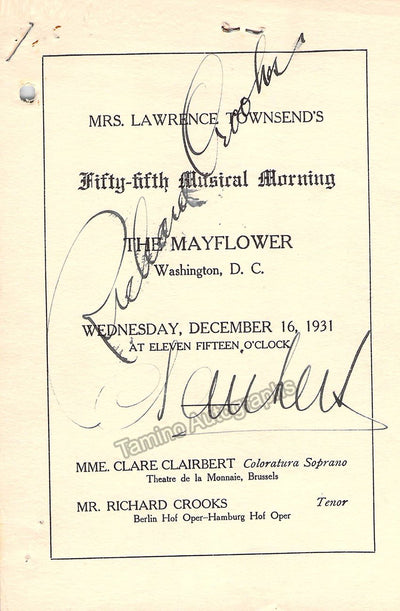 MRS. LAWRENCE TOWNSEND'S
Fifty-fifth Musical Morning
THE MAYFLOWER
Washington, D. C.
WEDNESDAY, DECEMBER 16, 1931
AT ELEVEN FIFTEEN O'CLOCK
Richard Crooks
Tamino Autographs
MME. CLARE CLAIRBERT Coloratura Soprano
Theatre de la Monnaie, Brussels
MR. RICHARD CROOKS Tenor
Berlin Hof Oper-Hamburg Hof Oper